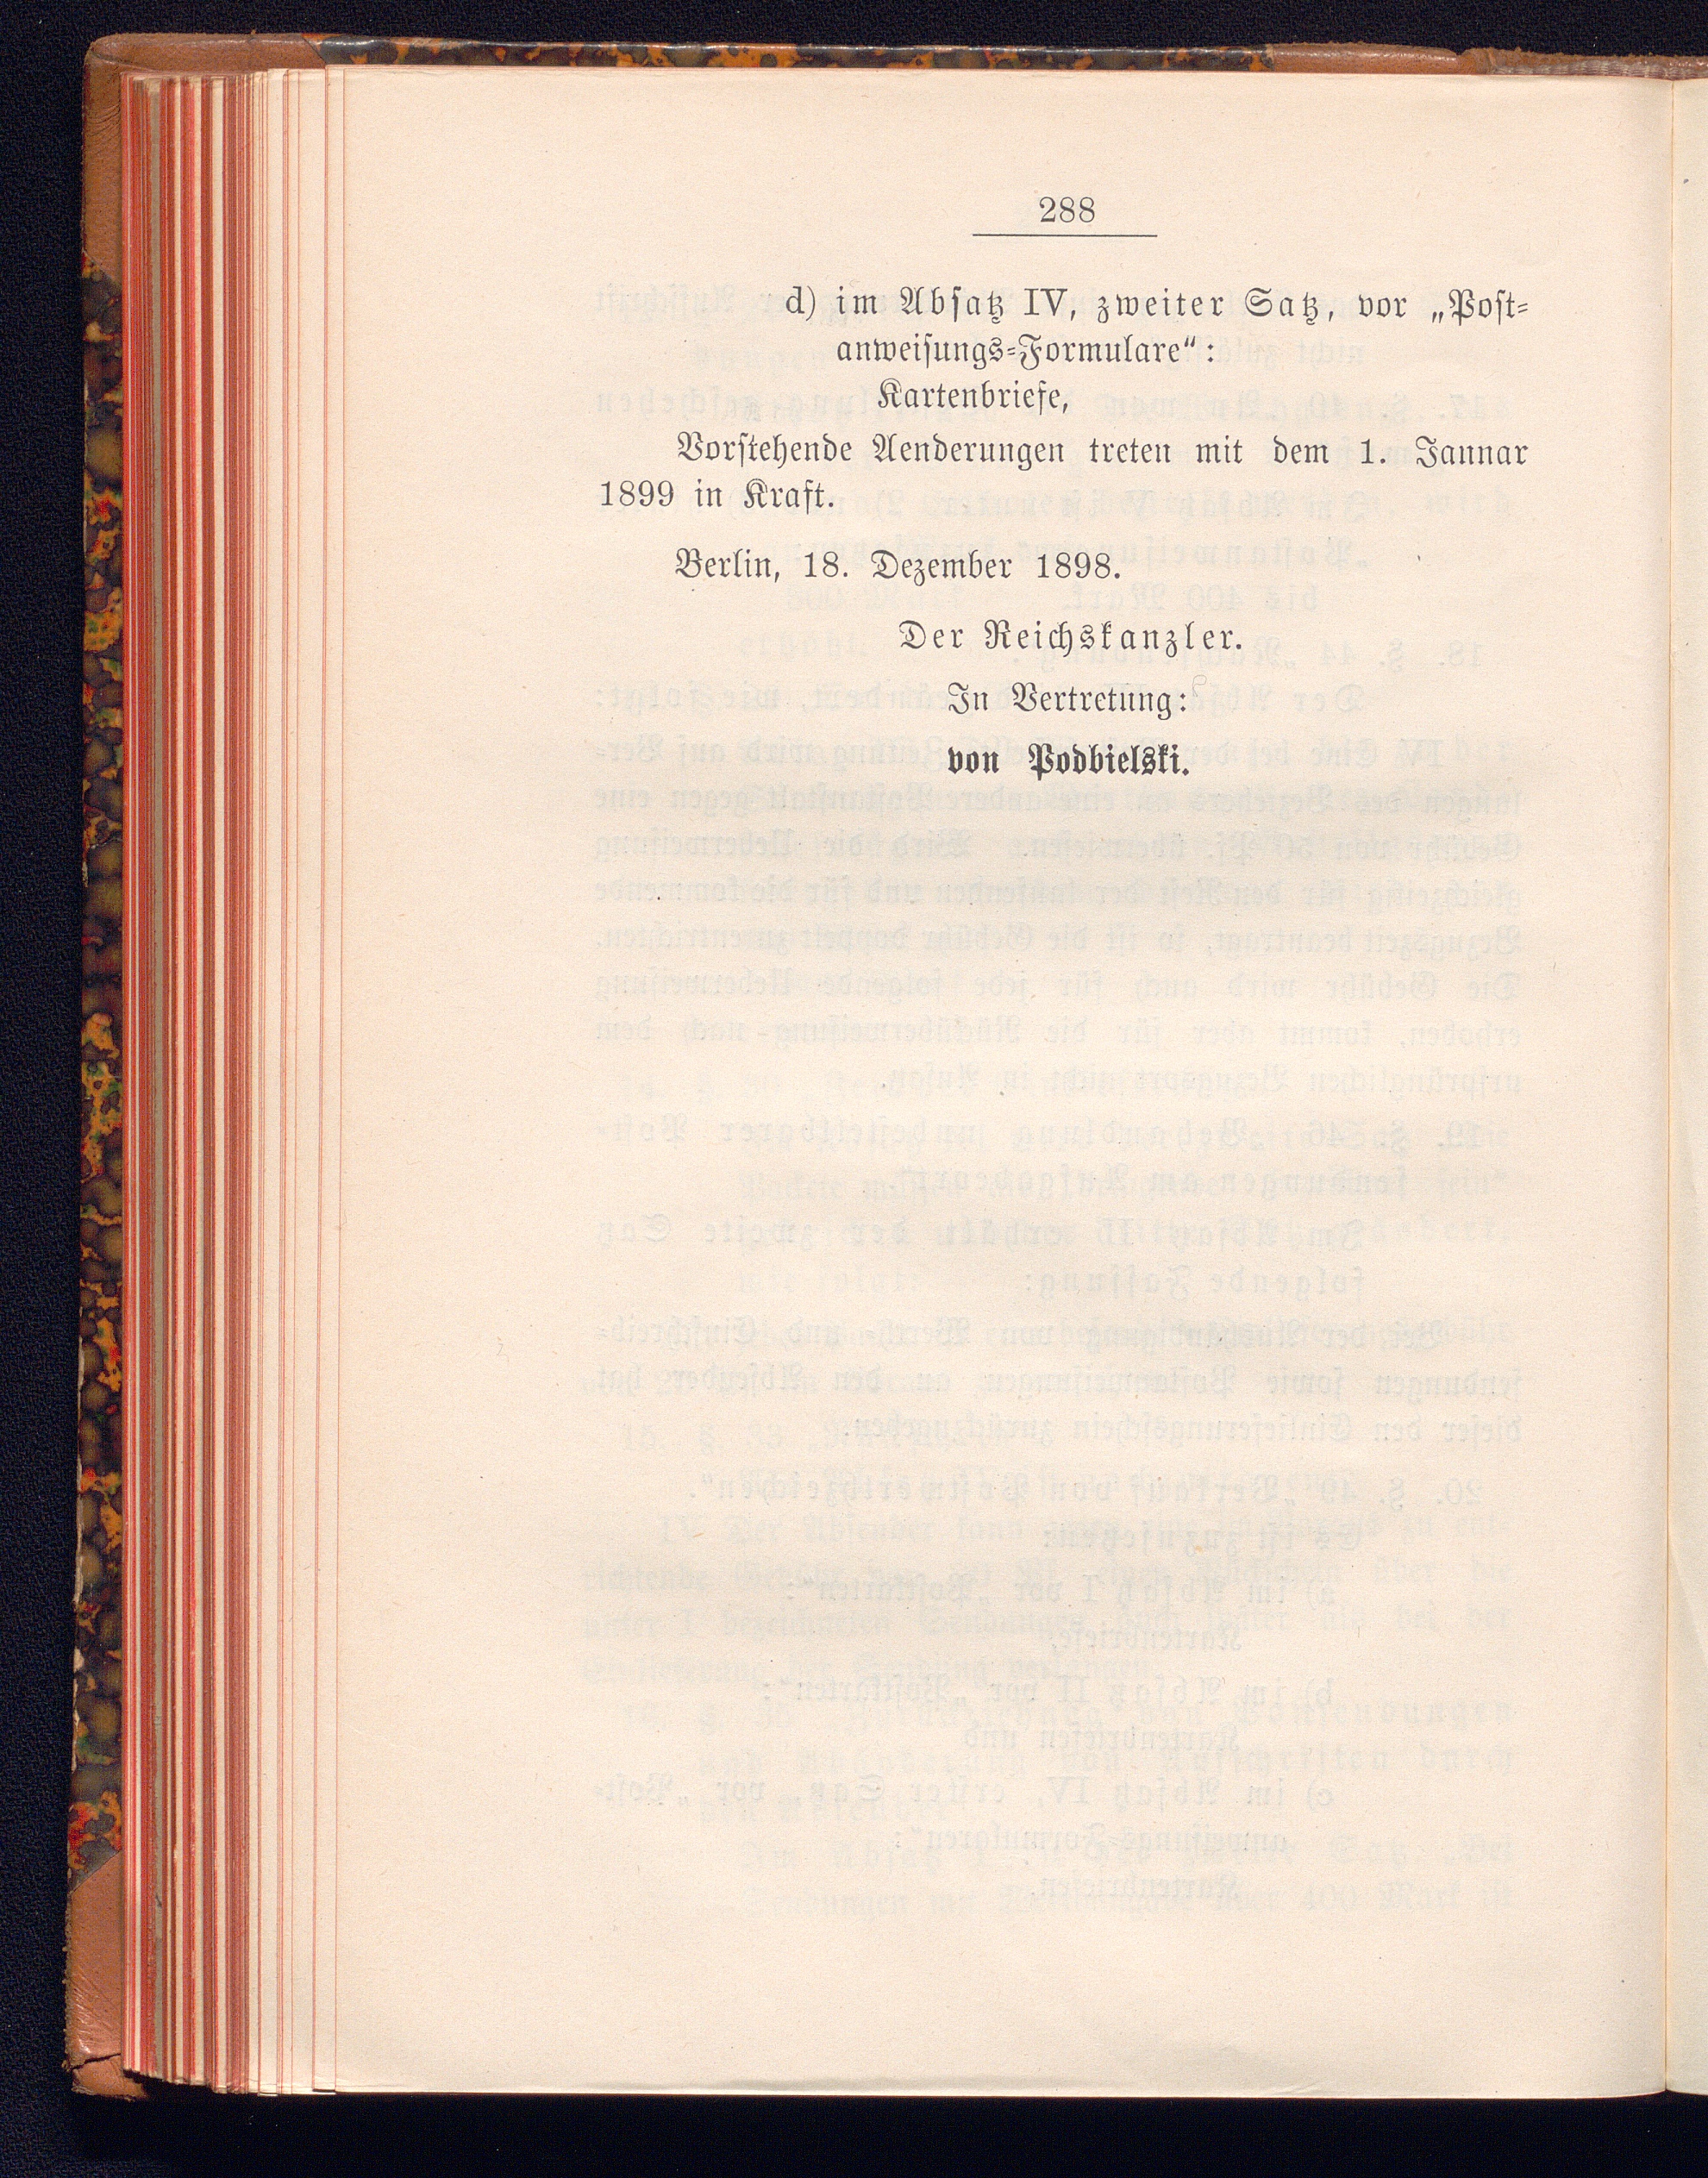 288
d) im Absatz IV, zweiter Satz, vor „Post-
anweisungs-Formulare":
Kartenbriefe,
Vorstehende Aenderungen treten mit dem 1. Januar
1899 in Kraft.
Berlin, 18. Dezember 1898.
Der Reichskanzler.
In Vertretung:
von Podbielski.